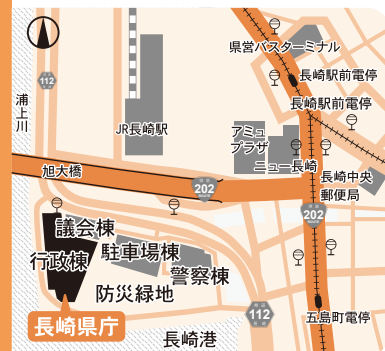 県営バスターミナル
長崎駅前電停
112
長崎駅前電停
浦上川
JR長崎駅
アミュ
プラザ
ニュー長崎
長崎中央
郵便局
旭大橋
202
202
議会棟
行政棟
駐車場棟
警察棟
防災緑地
長崎県庁
112
五島町電停
長崎港